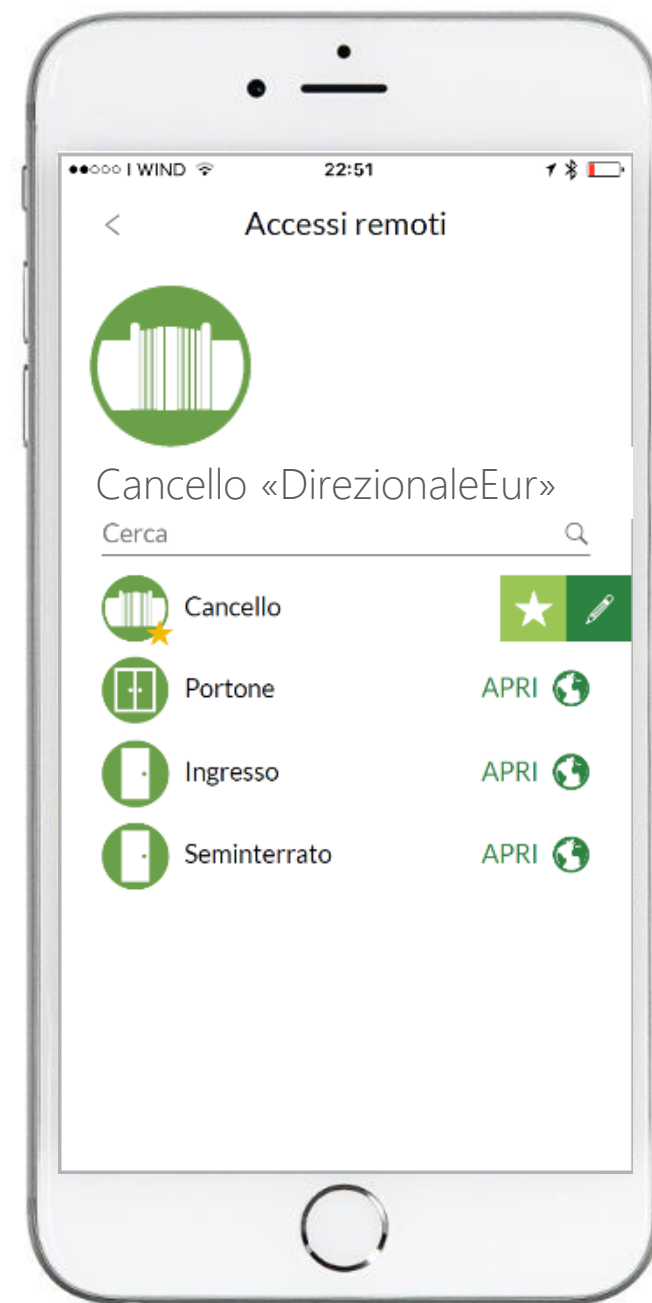 WIND 22:51
Accessi remoti
Cancello «DirezionaleEur»
Cerca
Cancello
Portone APRI
Ingresso APRI
Seminterrato APRI